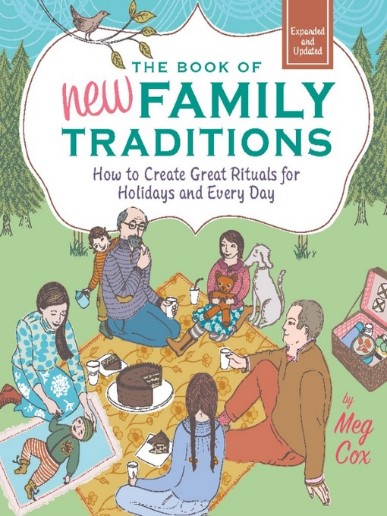 Expanded
and
Updated
THE BOOK OF
new FAMILY
TRADITIONS
How to Create Great Rituals for
Holidays and Every Day
by
Meg
Cox